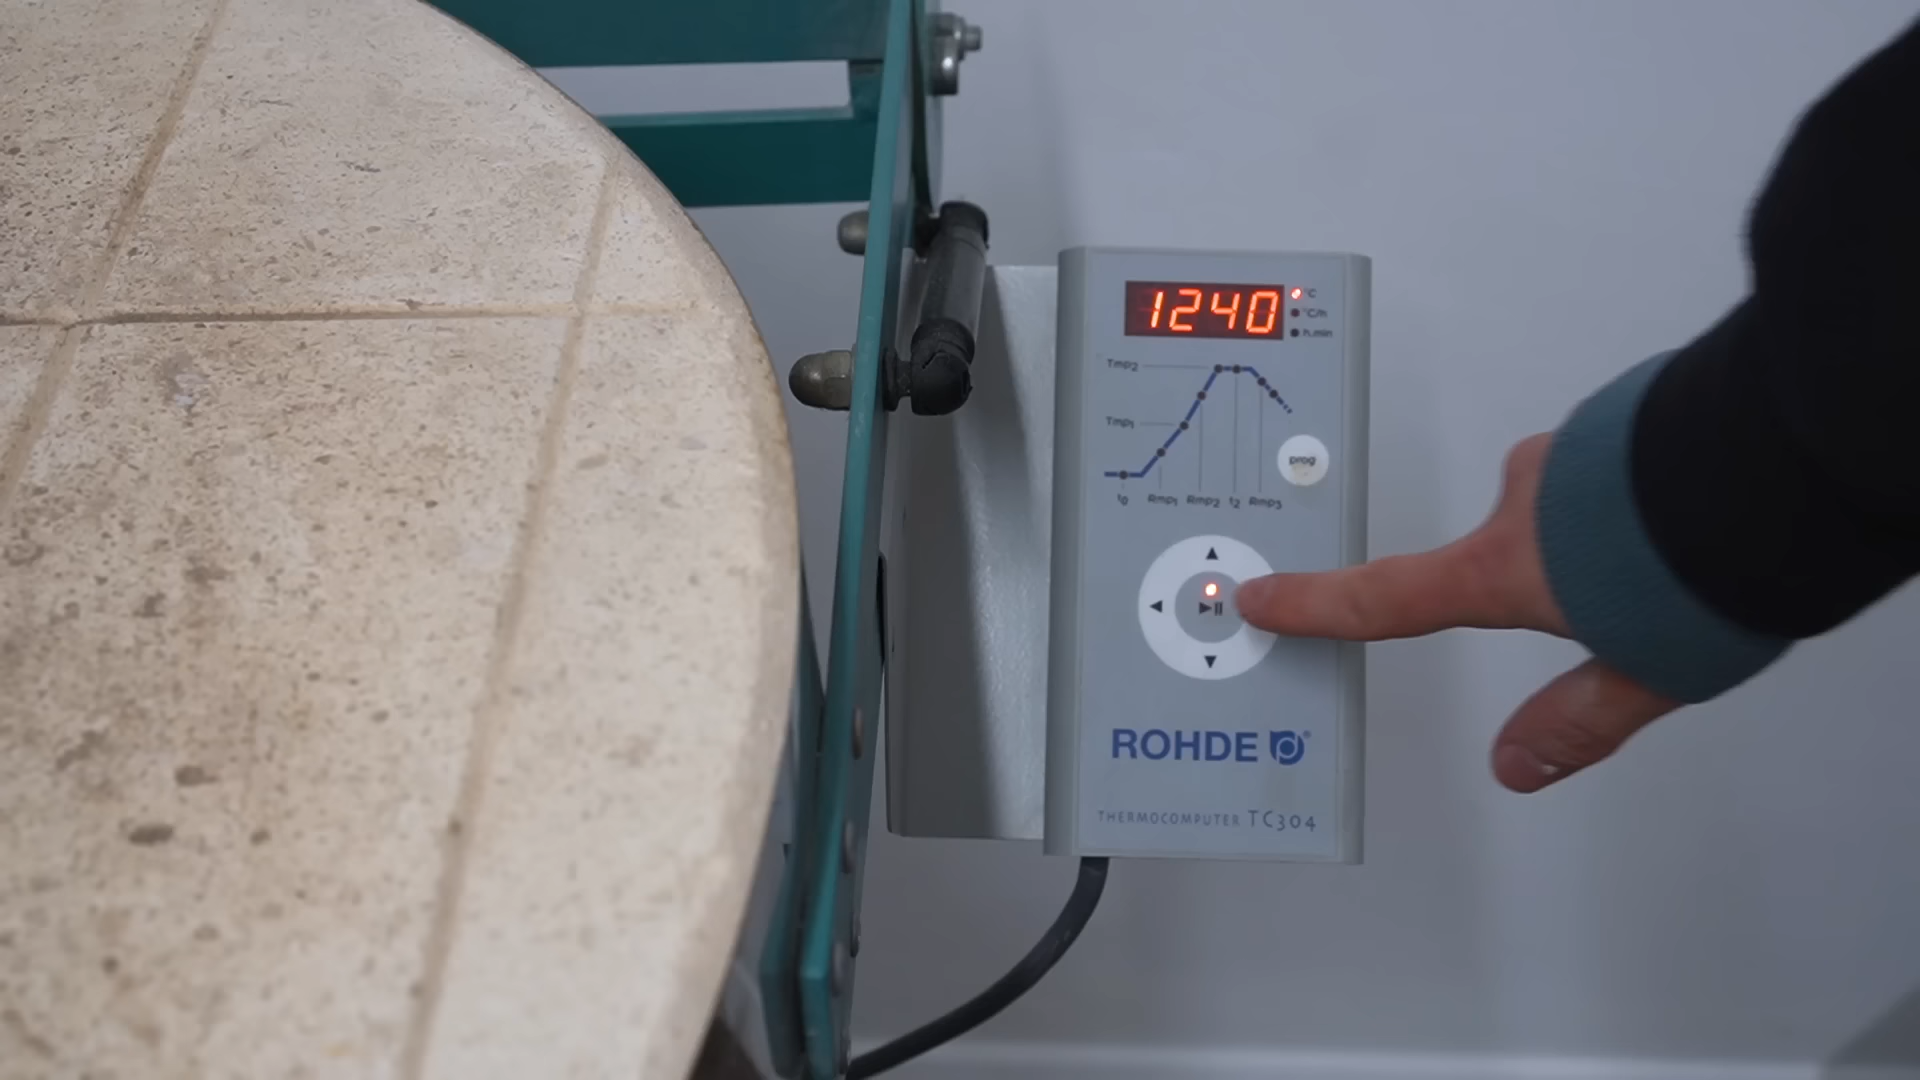 1240
°C
°C/h
h.min
Tmp2
Tmp1
prog
t0 Rmp1 Rmp2 t2 Rmp3
ROHDE ®
THERMOCOMPUTER TC304